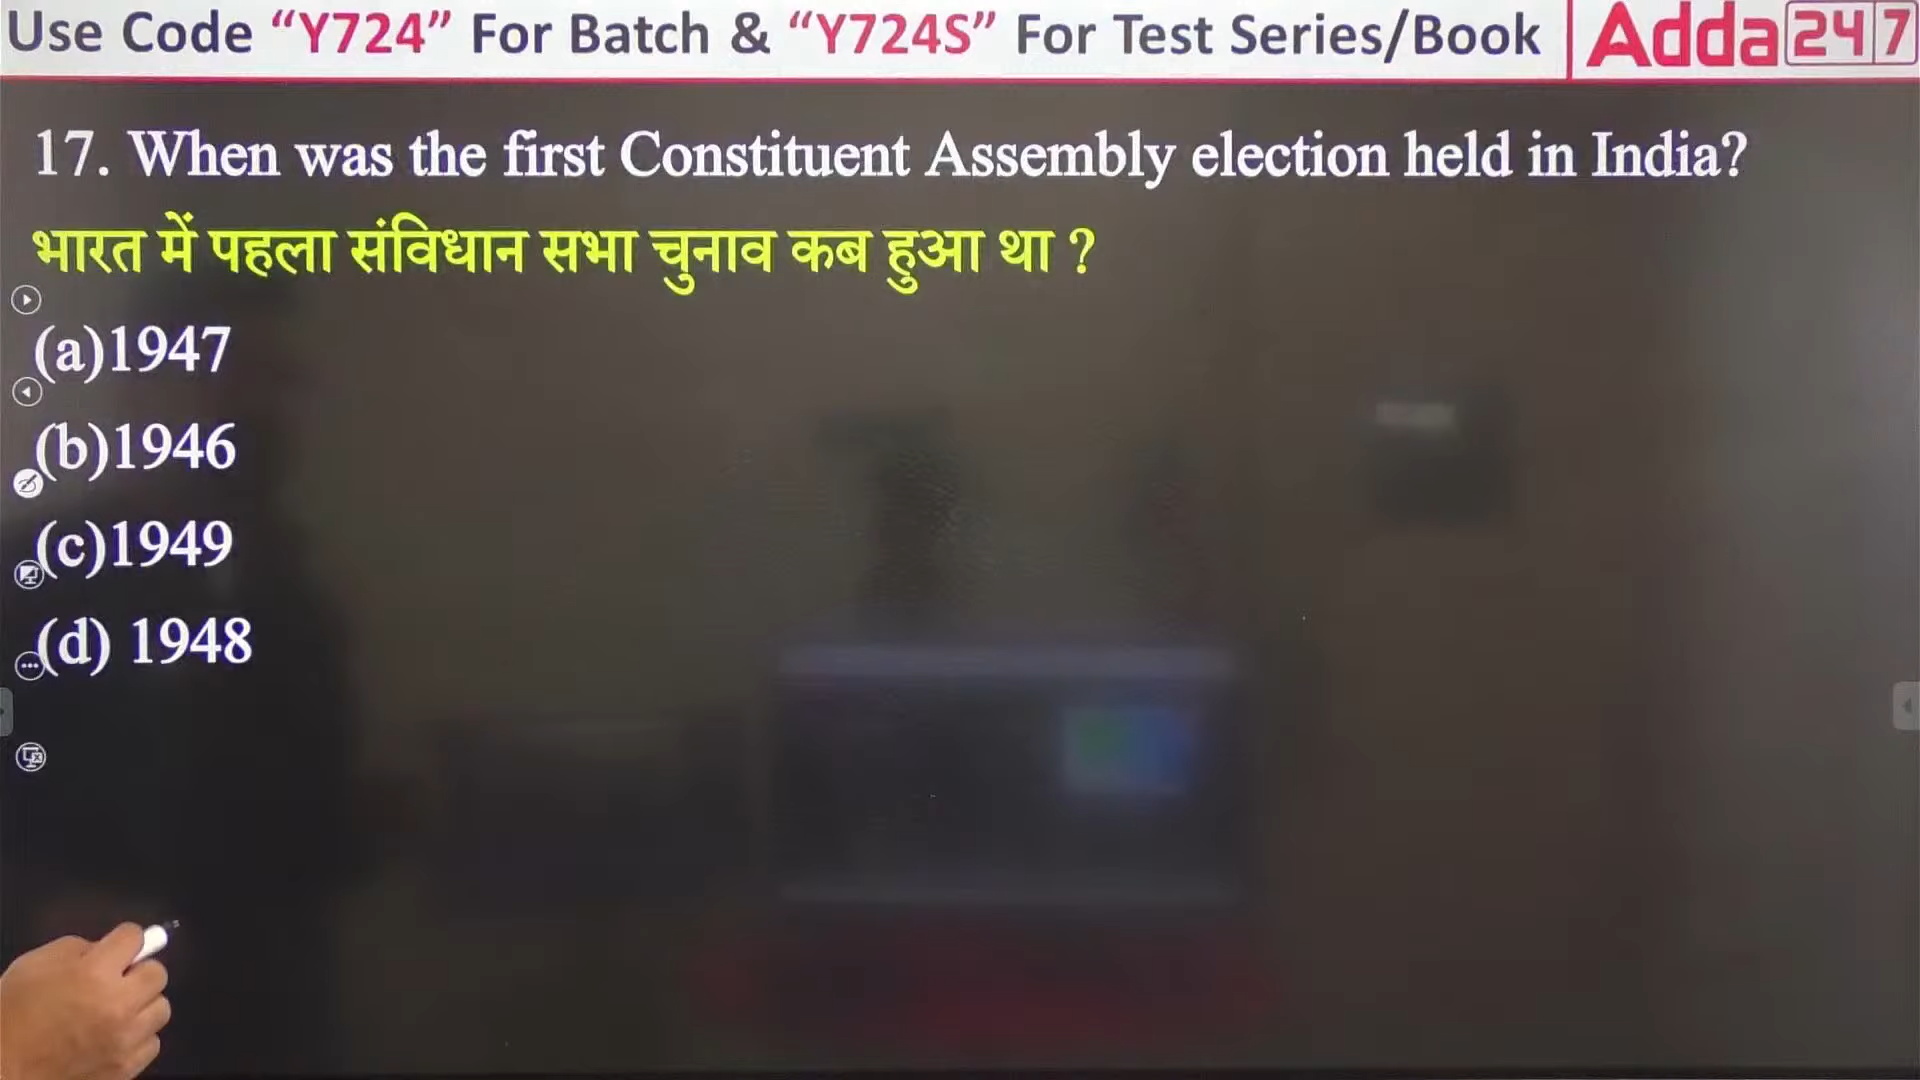 Use Code “Y724” For Batch & “Y724S” For Test Series/Book
Adda247
17. When was the first Constituent Assembly election held in India?
भारत में पहला संविधान सभा चुनाव कब हुआ था ?
(a)1947
(b)1946
(c)1949
(d) 1948